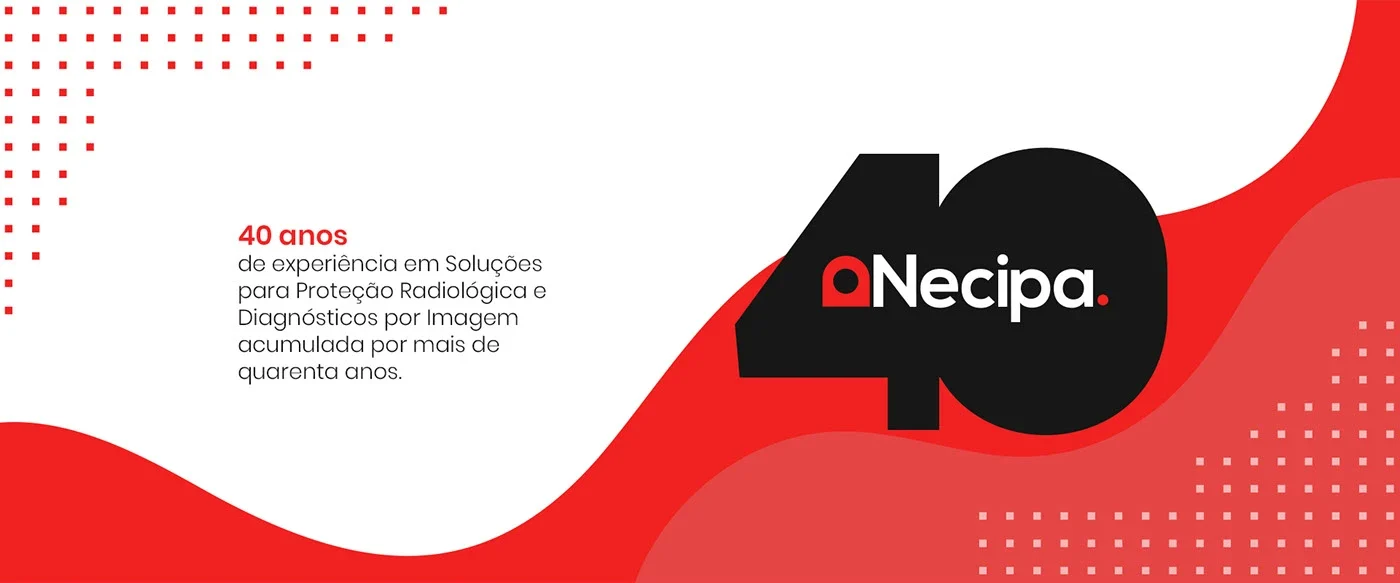 40 anos
de experiência em Soluções
para Proteção Radiológica e
Diagnósticos por Imagem
acumulada por mais de
quarenta anos.
40
Necipa.